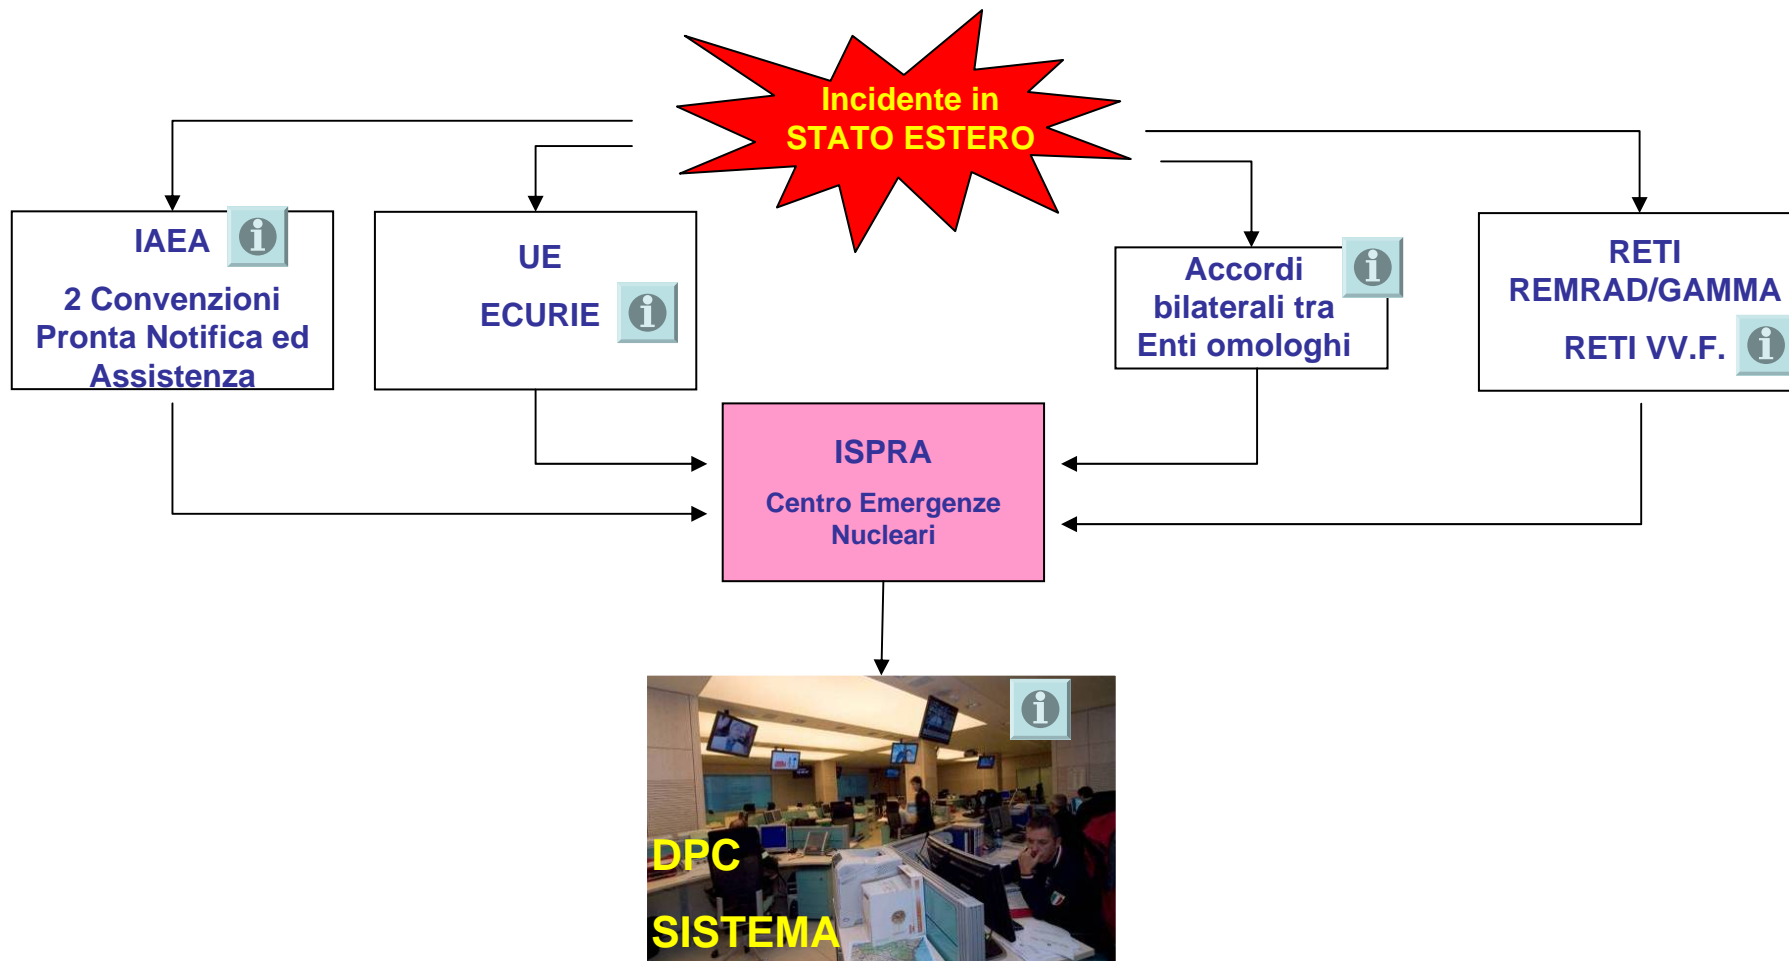 Incidente in
STATO ESTERO
IAEA
2 Convenzioni
Pronta Notifica ed
Assistenza
UE
ECURIE
Accordi
bilaterali tra
Enti omologhi
RETI
REMRAD/GAMMA
RETI VV.F.
ISPRA
Centro Emergenze
Nucleari
DPC
SISTEMA